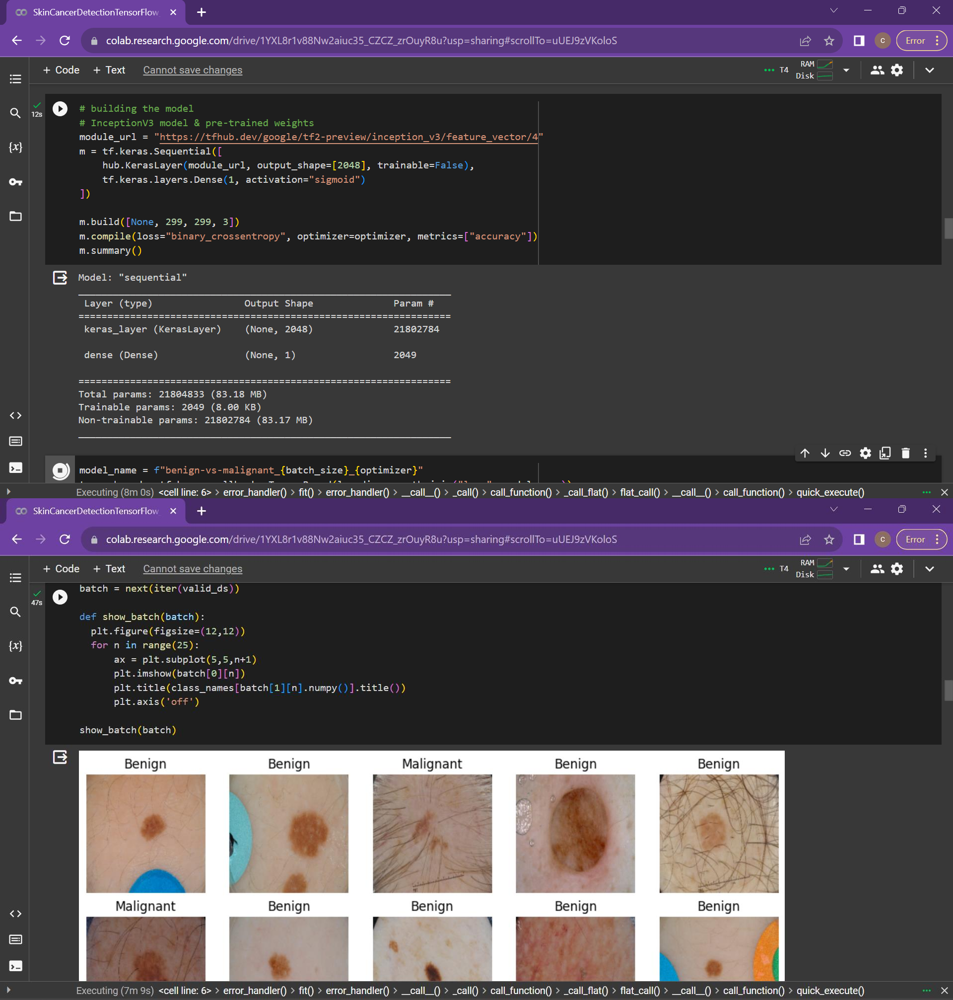 SkinCancerDetectionTensorFlow
colab.research.google.com/drive/1YXL8r1v88Nw2aiuc35_CZCZ_zrOuyR8u?usp=sharing#scrollTo=uUEJ9zVKoloS
C
Error
+ Code + Text Cannot save changes
T4 RAM
Disk
12s
# building the model
# InceptionV3 model & pre-trained weights
module_url = "https://tfhub.dev/google/tf2-preview/inception_v3/feature_vector/4"
m = tf.keras.Sequential([
    hub.KerasLayer(module_url, output_shape=[2048], trainable=False),
    tf.keras.layers.Dense(1, activation="sigmoid")
])
m.build([None, 299, 299, 3])
m.compile(loss="binary_crossentropy", optimizer=optimizer, metrics=["accuracy"])
m.summary()
Model: "sequential"
Layer (type) Output Shape Param #
=================================================================
keras_layer (KerasLayer) (None, 2048) 21802784
dense (Dense) (None, 1) 2049
=================================================================
Total params: 21804833 (83.18 MB)
Trainable params: 2049 (8.00 KB)
Non-trainable params: 21802784 (83.17 MB)
model_name = f"benign-vs-malignant_{batch_size}_{optimizer}"
Executing (8m 0s) <cell line: 6> > error_handler() > fit() > error_handler() > __call__() > _call() > call_function() > _call_flat() > flat_call() > __call__() > call_function() > quick_execute()
SkinCancerDetectionTensorFlow
colab.research.google.com/drive/1YXL8r1v88Nw2aiuc35_CZCZ_zrOuyR8u?usp=sharing#scrollTo=uUEJ9zVKoloS
C
Error
+ Code + Text Cannot save changes
T4 RAM
Disk
47s
batch = next(iter(valid_ds))
def show_batch(batch):
  plt.figure(figsize=(12,12))
  for n in range(25):
      ax = plt.subplot(5,5,n+1)
      plt.imshow(batch[0][n])
      plt.title(class_names[batch[1][n].numpy()].title())
      plt.axis('off')
show_batch(batch)
Benign Benign Malignant Benign Benign
Malignant Benign Benign Benign Benign
Executing (7m 9s) <cell line: 6> > error_handler() > fit() > error_handler() > __call__() > _call() > call_function() > _call_flat() > flat_call() > __call__() > call_function() > quick_execute()